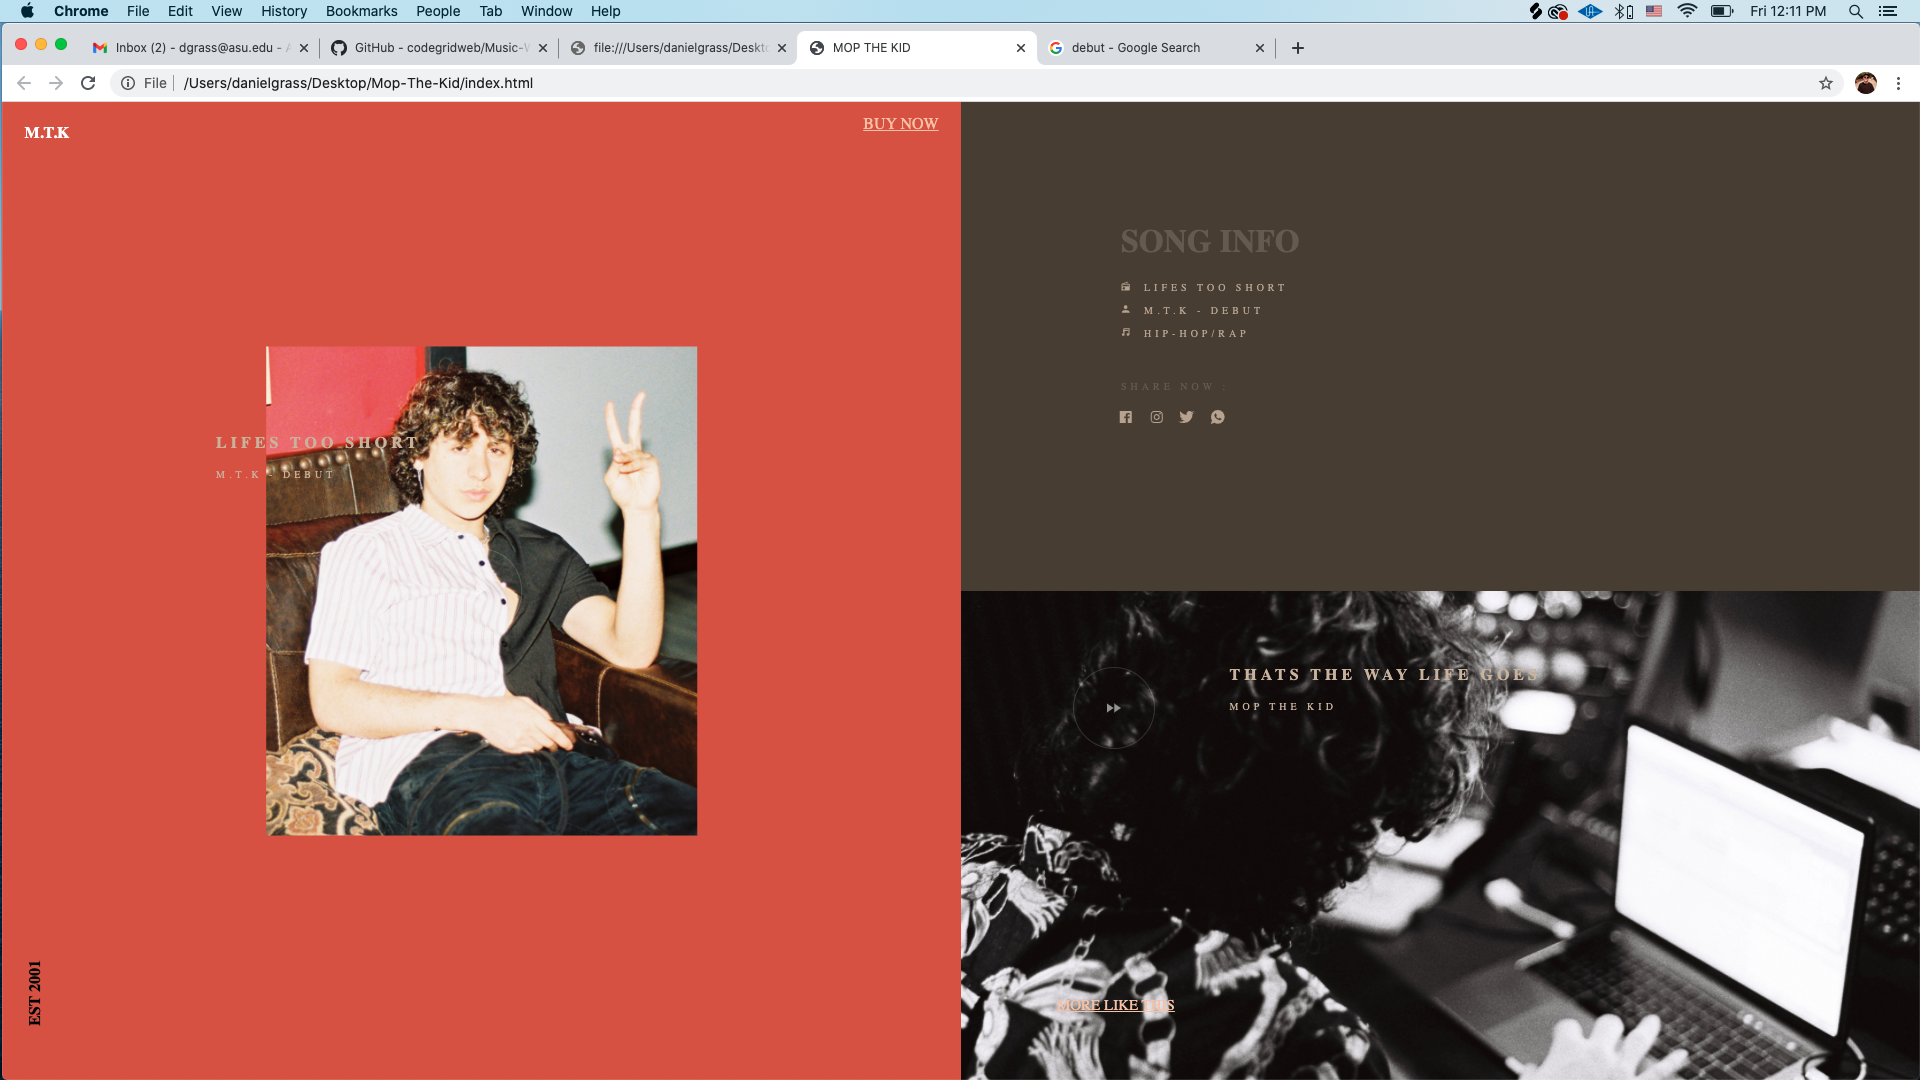 Chrome File Edit View History Bookmarks People Tab Window Help
Fri 12:11 PM
Inbox (2) - dgrass@asu.edu -
GitHub - codegridweb/Music-
file:///Users/danielgrass/Deskt
MOP THE KID
debut - Google Search
File /Users/danielgrass/Desktop/Mop-The-Kid/index.html
M.T.K
BUY NOW
LIFES TOO SHORT
M.T.K - DEBUT
EST 2001
SONG INFO
LIFES TOO SHORT
M.T.K - DEBUT
HIP-HOP/RAP
SHARE NOW :
THATS THE WAY LIFE GOES
MOP THE KID
MORE LIKE THIS